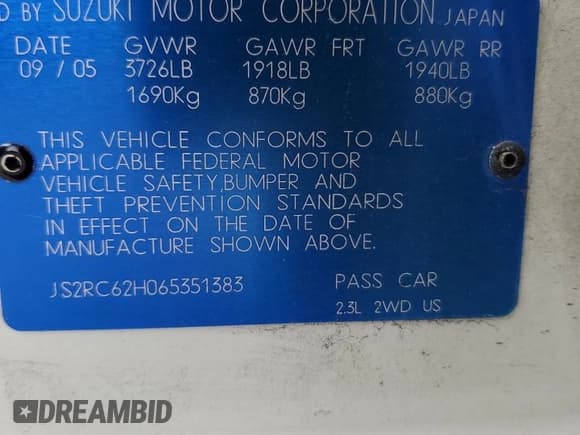 D BY SUZUKI MOTOR CORPORATION JAPAN
DATE GVWR GAWR FRT GAWR RR
09 / 05 3726LB 1918LB 1940LB
1690Kg 870Kg 880Kg
THIS VEHICLE CONFORMS TO ALL
APPLICABLE FEDERAL MOTOR
VEHICLE SAFETY,BUMPER AND
THEFT PREVENTION STANDARDS
IN EFFECT ON THE DATE OF
MANUFACTURE SHOWN ABOVE.
JS2RC62H065351383 PASS CAR
2.3L 2WD US
DREAMBID